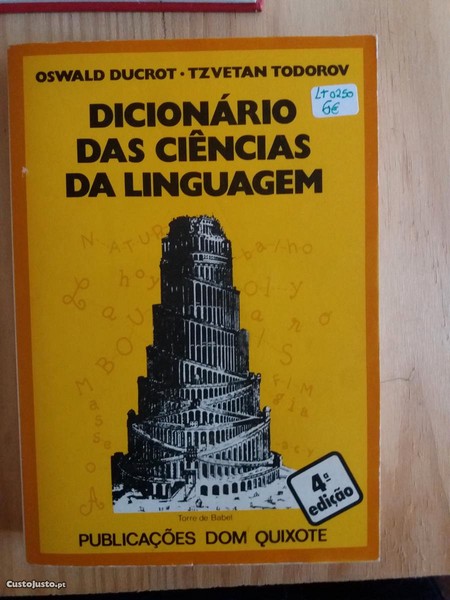 OSWALD DUCROT • TZVETAN TODOROV
LT0250
6€
DICIONÁRIO
DAS CIÊNCIAS
DA LINGUAGEM
4ª
edição
Torre de Babel
PUBLICAÇÕES DOM QUIXOTE
CustoJusto.pt